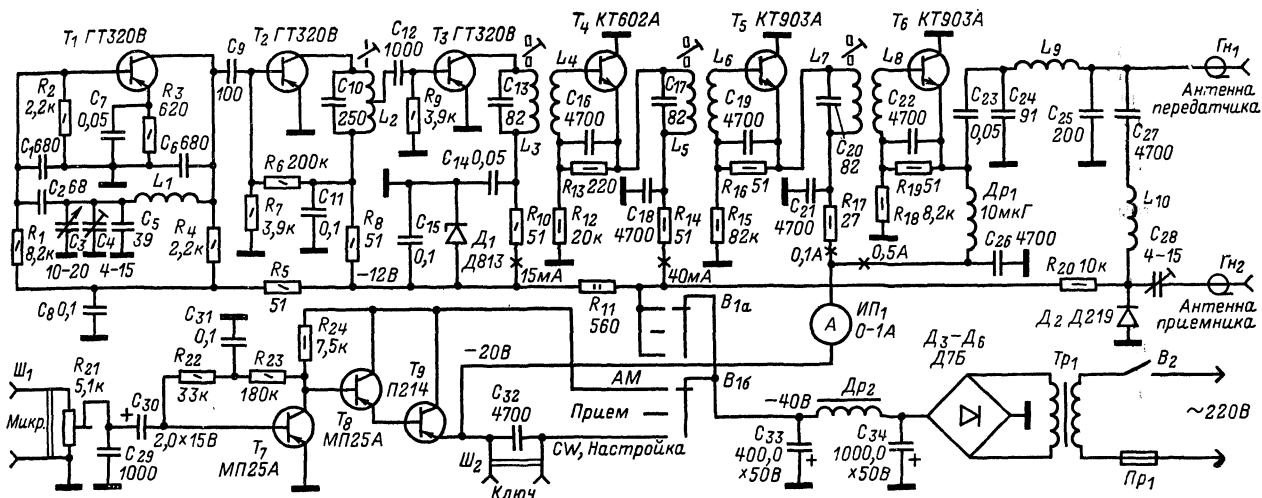 T₁ ГТ320В
R₂
2,2к
C₇
0,05
R₃
620
C₁ 680
C₆ 680
C₂ 68
L₁
R₁
8,2к
C₃
10-20
C₄
4-15
C₅
39
R₄
2,2к
C₈ 0,1
R₅
51
C₉
100
T₂ ГТ320В
C₁₀
250
L₂
R₆ 200к
R₇
3,9к
C₁₁
0,1
R₈
51
-12В
C₁₂
1000
T₃ ГТ320В
R₉
3,9к
C₁₃
82
L₃
C₁₄ 0,05
C₁₅
0,1
Д₁
Д813
R₁₀
51
15мА
T₄ КТ602А
L₄
C₁₆
4700
R₁₃ 220
R₁₂
20к
C₁₇
82
L₅
C₁₈
4700
R₁₄
51
40мА
R₁₁
560
T₅ КТ903А
L₆
C₁₉
4700
R₁₆
51
R₁₅
82к
L₇
C₂₀
82
C₂₁
4700
R₁₇
27
0,1А
0,5А
T₆ КТ903А
L₈
C₂₂
4700
R₁₉ 51
R₁₈ 8,2к
Др₁
10мкГ
C₂₃
0,05
C₂₄
91
L₉
C₂₅
200
C₂₆
4700
C₂₇
4700
L₁₀
C₂₈
4-15
R₂₀ 10к
Д₂ Д219
Гн₁
Антенна
передатчика
Гн₂
Антенна
приемника
Ш₁
Микр.
R₂₁
5,1к
C₂₉
1000
C₃₀
+
2,0×15В
C₃₁
0,1
R₂₂
33к
R₂₃
180к
R₂₄
7,5к
T₇
МП25А
T₈
МП25А
T₉
П214
-20В
C₃₂
4700
Ш₂
Ключ
В₁а
В₁б
АМ
Прием
CW, Настройка
А
ИП₁
0-1А
-40В
Др₂
C₃₃
400,0
×50В
+
C₃₄
1000,0
×50В
+
Д₃-Д₆
Д7Б
Тр₁
В₂
~220В
Пр₁